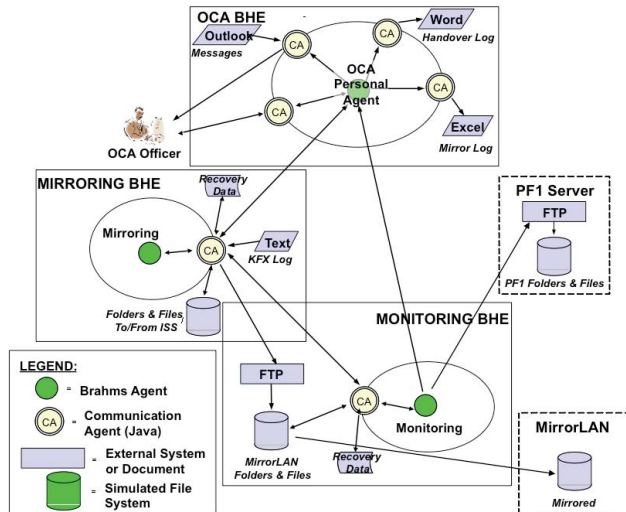 OCA BHE
Outlook
Messages
CA
CA
Word
Handover Log
OCA
Personal
Agent
CA
CA
Excel
Mirror Log
OCA Officer
MIRRORING BHE
Recovery
Data
Mirroring
CA
Text
KFX Log
Folders & Files
To/From ISS
PF1 Server
FTP
PF1 Folders & Files
MONITORING BHE
FTP
CA
Monitoring
MirrorLAN
Folders & Files
Recovery
Data
MirrorLAN
Mirrored
LEGEND:
= Brahms Agent
CA = Communication
Agent (Java)
= External System
or Document
= Simulated File
System